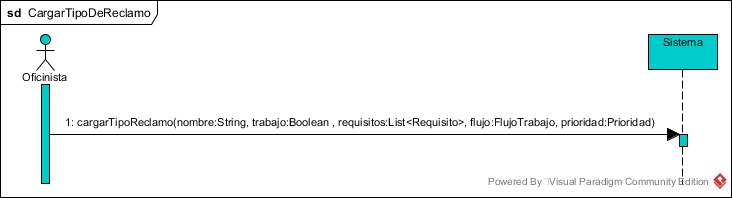 sd CargarTipoDeReclamo
Oficinista
Sistema
1: cargarTipoReclamo(nombre:String, trabajo:Boolean , requisitos:List<Requisito>, flujo:FlujoTrabajo, prioridad:Prioridad)
Powered By Visual Paradigm Community Edition